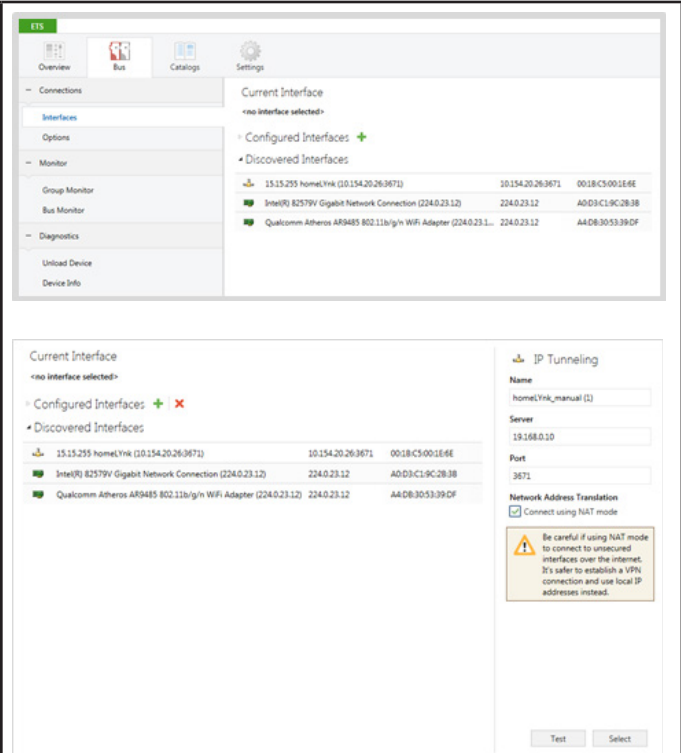 ETS
Overview Bus Catalogs Settings
Connections
Interfaces
Options
Monitor
Group Monitor
Bus Monitor
Diagnostics
Unload Device
Device Info
Current Interface
<no interface selected>
Configured Interfaces
Discovered Interfaces
15.15.255 homeLYnk (10.154.20.26:3671) 10.154.20.26:3671 00:18:C5:00:1E:6E
Intel(R) 82579V Gigabit Network Connection (224.0.23.12) 224.0.23.12 A0:D3:C1:9C:2B:38
Qualcomm Atheros AR9485 802.11b/g/n WiFi Adapter (224.0.23.1... 224.0.23.12 A4:DB:30:53:39:DF
Current Interface
<no interface selected>
Configured Interfaces
Discovered Interfaces
15.15.255 homeLYnk (10.154.20.26:3671) 10.154.20.26:3671 00:18:C5:00:1E:6E
Intel(R) 82579V Gigabit Network Connection (224.0.23.12) 224.0.23.12 A0:D3:C1:9C:2B:38
Qualcomm Atheros AR9485 802.11b/g/n WiFi Adapter (224.0.23.12) 224.0.23.12 A4:DB:30:53:39:DF
IP Tunneling
Name
homeLYnk_manual (1)
Server
19.168.0.10
Port
3671
Network Address Translation
Connect using NAT mode
Be careful if using NAT mode
to connect to unsecured
interfaces over the internet.
It's safer to establish a VPN
connection and use local IP
addresses instead.
Test Select